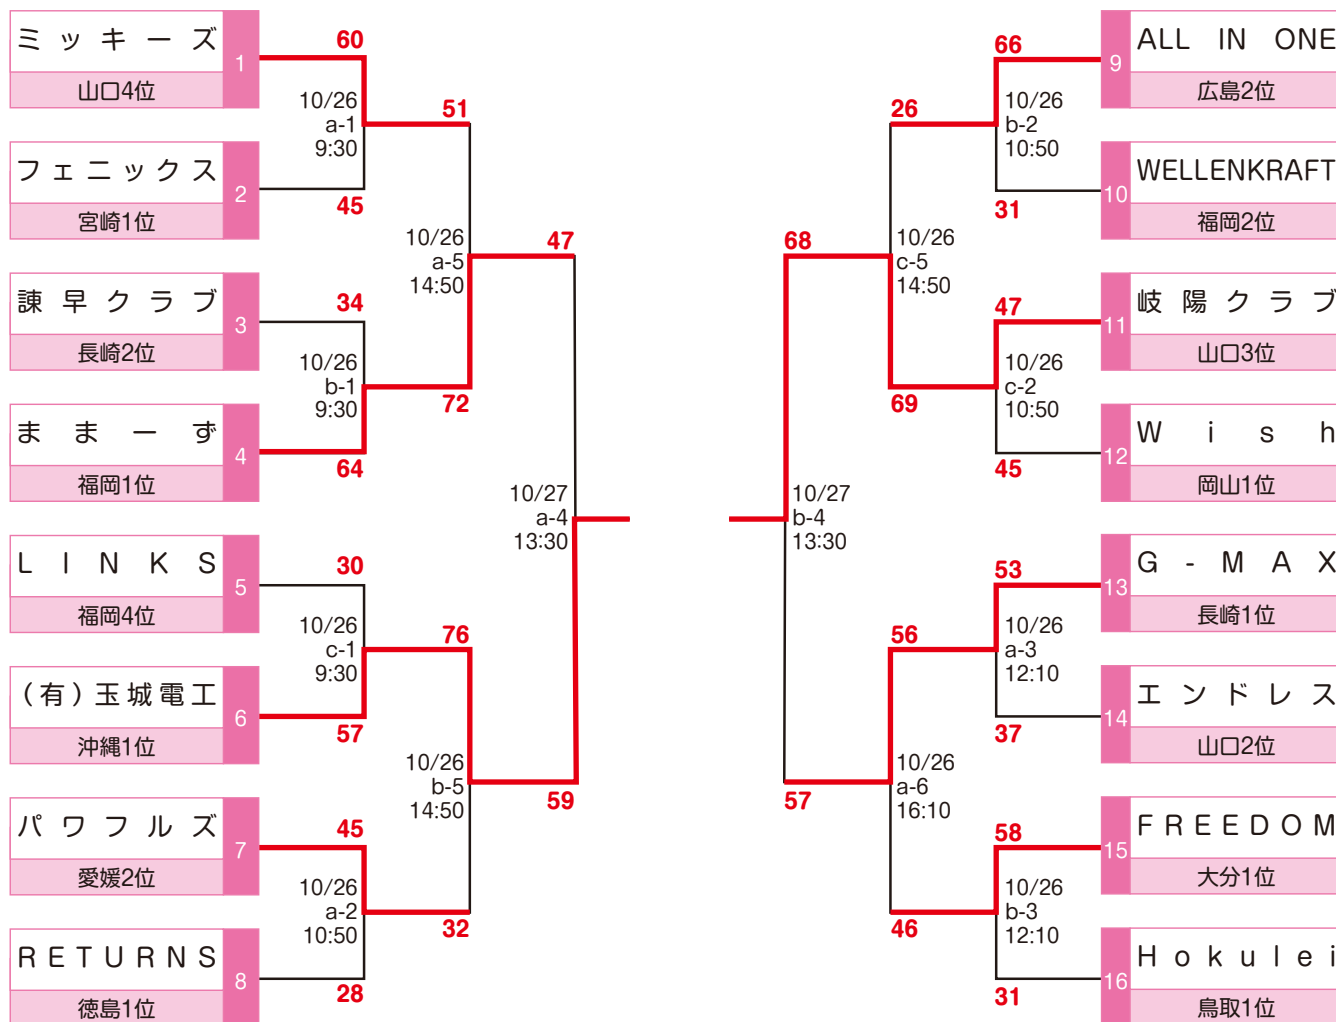 ミッキーズ
1
山口4位
60
10/26
a-1
9:30
51
フェニックス
2
宮崎1位
45
10/26
a-5
14:50
47
諫早クラブ
3
長崎2位
34
10/26
b-1
9:30
72
ままーず
4
福岡1位
64
10/27
a-4
13:30
LINKS
5
福岡4位
30
10/26
c-1
9:30
76
(有)玉城電工
6
沖縄1位
57
10/26
b-5
14:50
59
パワフルズ
7
愛媛2位
45
10/26
a-2
10:50
32
RETURNS
8
徳島1位
28
66
9
ALL IN ONE
広島2位
26
10/26
b-2
10:50
10
WELLENKRAFT
福岡2位
31
68
10/26
c-5
14:50
47
11
岐陽クラブ
山口3位
69
10/26
c-2
10:50
12
Wish
岡山1位
45
10/27
b-4
13:30
53
13
G-MAX
長崎1位
56
10/26
a-3
12:10
14
エンドレス
山口2位
37
57
10/26
a-6
16:10
58
15
FREEDOM
大分1位
46
10/26
b-3
12:10
16
Hokulei
鳥取1位
31